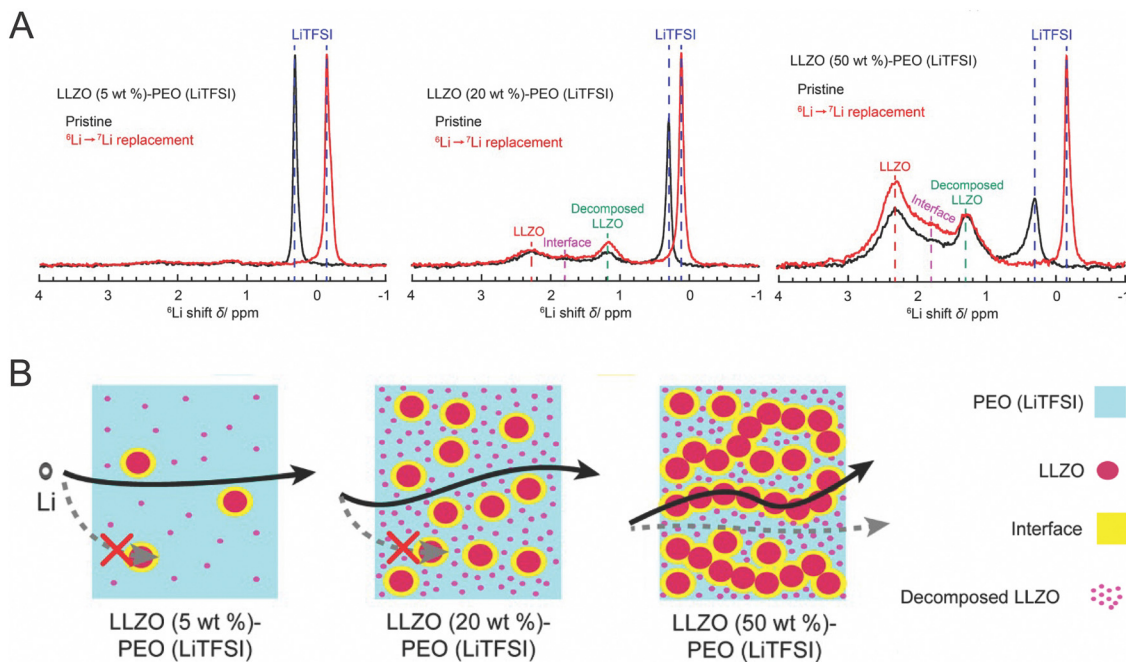 A
LiTFSI
LLZO (5 wt %)-PEO (LiTFSI)
Pristine
⁶Li→⁷Li replacement
4 3 2 1 0 -1
⁶Li shift δ/ ppm
LiTFSI
LLZO (20 wt %)-PEO (LiTFSI)
Pristine
⁶Li→⁷Li replacement
LLZO
Interface
Decomposed
LLZO
4 3 2 1 0 -1
⁶Li shift δ/ ppm
LiTFSI
LLZO (50 wt %)-PEO (LiTFSI)
Pristine
⁶Li→⁷Li replacement
LLZO
Interface
Decomposed
LLZO
4 3 2 1 0 -1
⁶Li shift δ/ ppm
B
Li
LLZO (5 wt %)-
PEO (LiTFSI)
LLZO (20 wt %)-
PEO (LiTFSI)
LLZO (50 wt %)-
PEO (LiTFSI)
PEO (LiTFSI)
LLZO
Interface
Decomposed LLZO